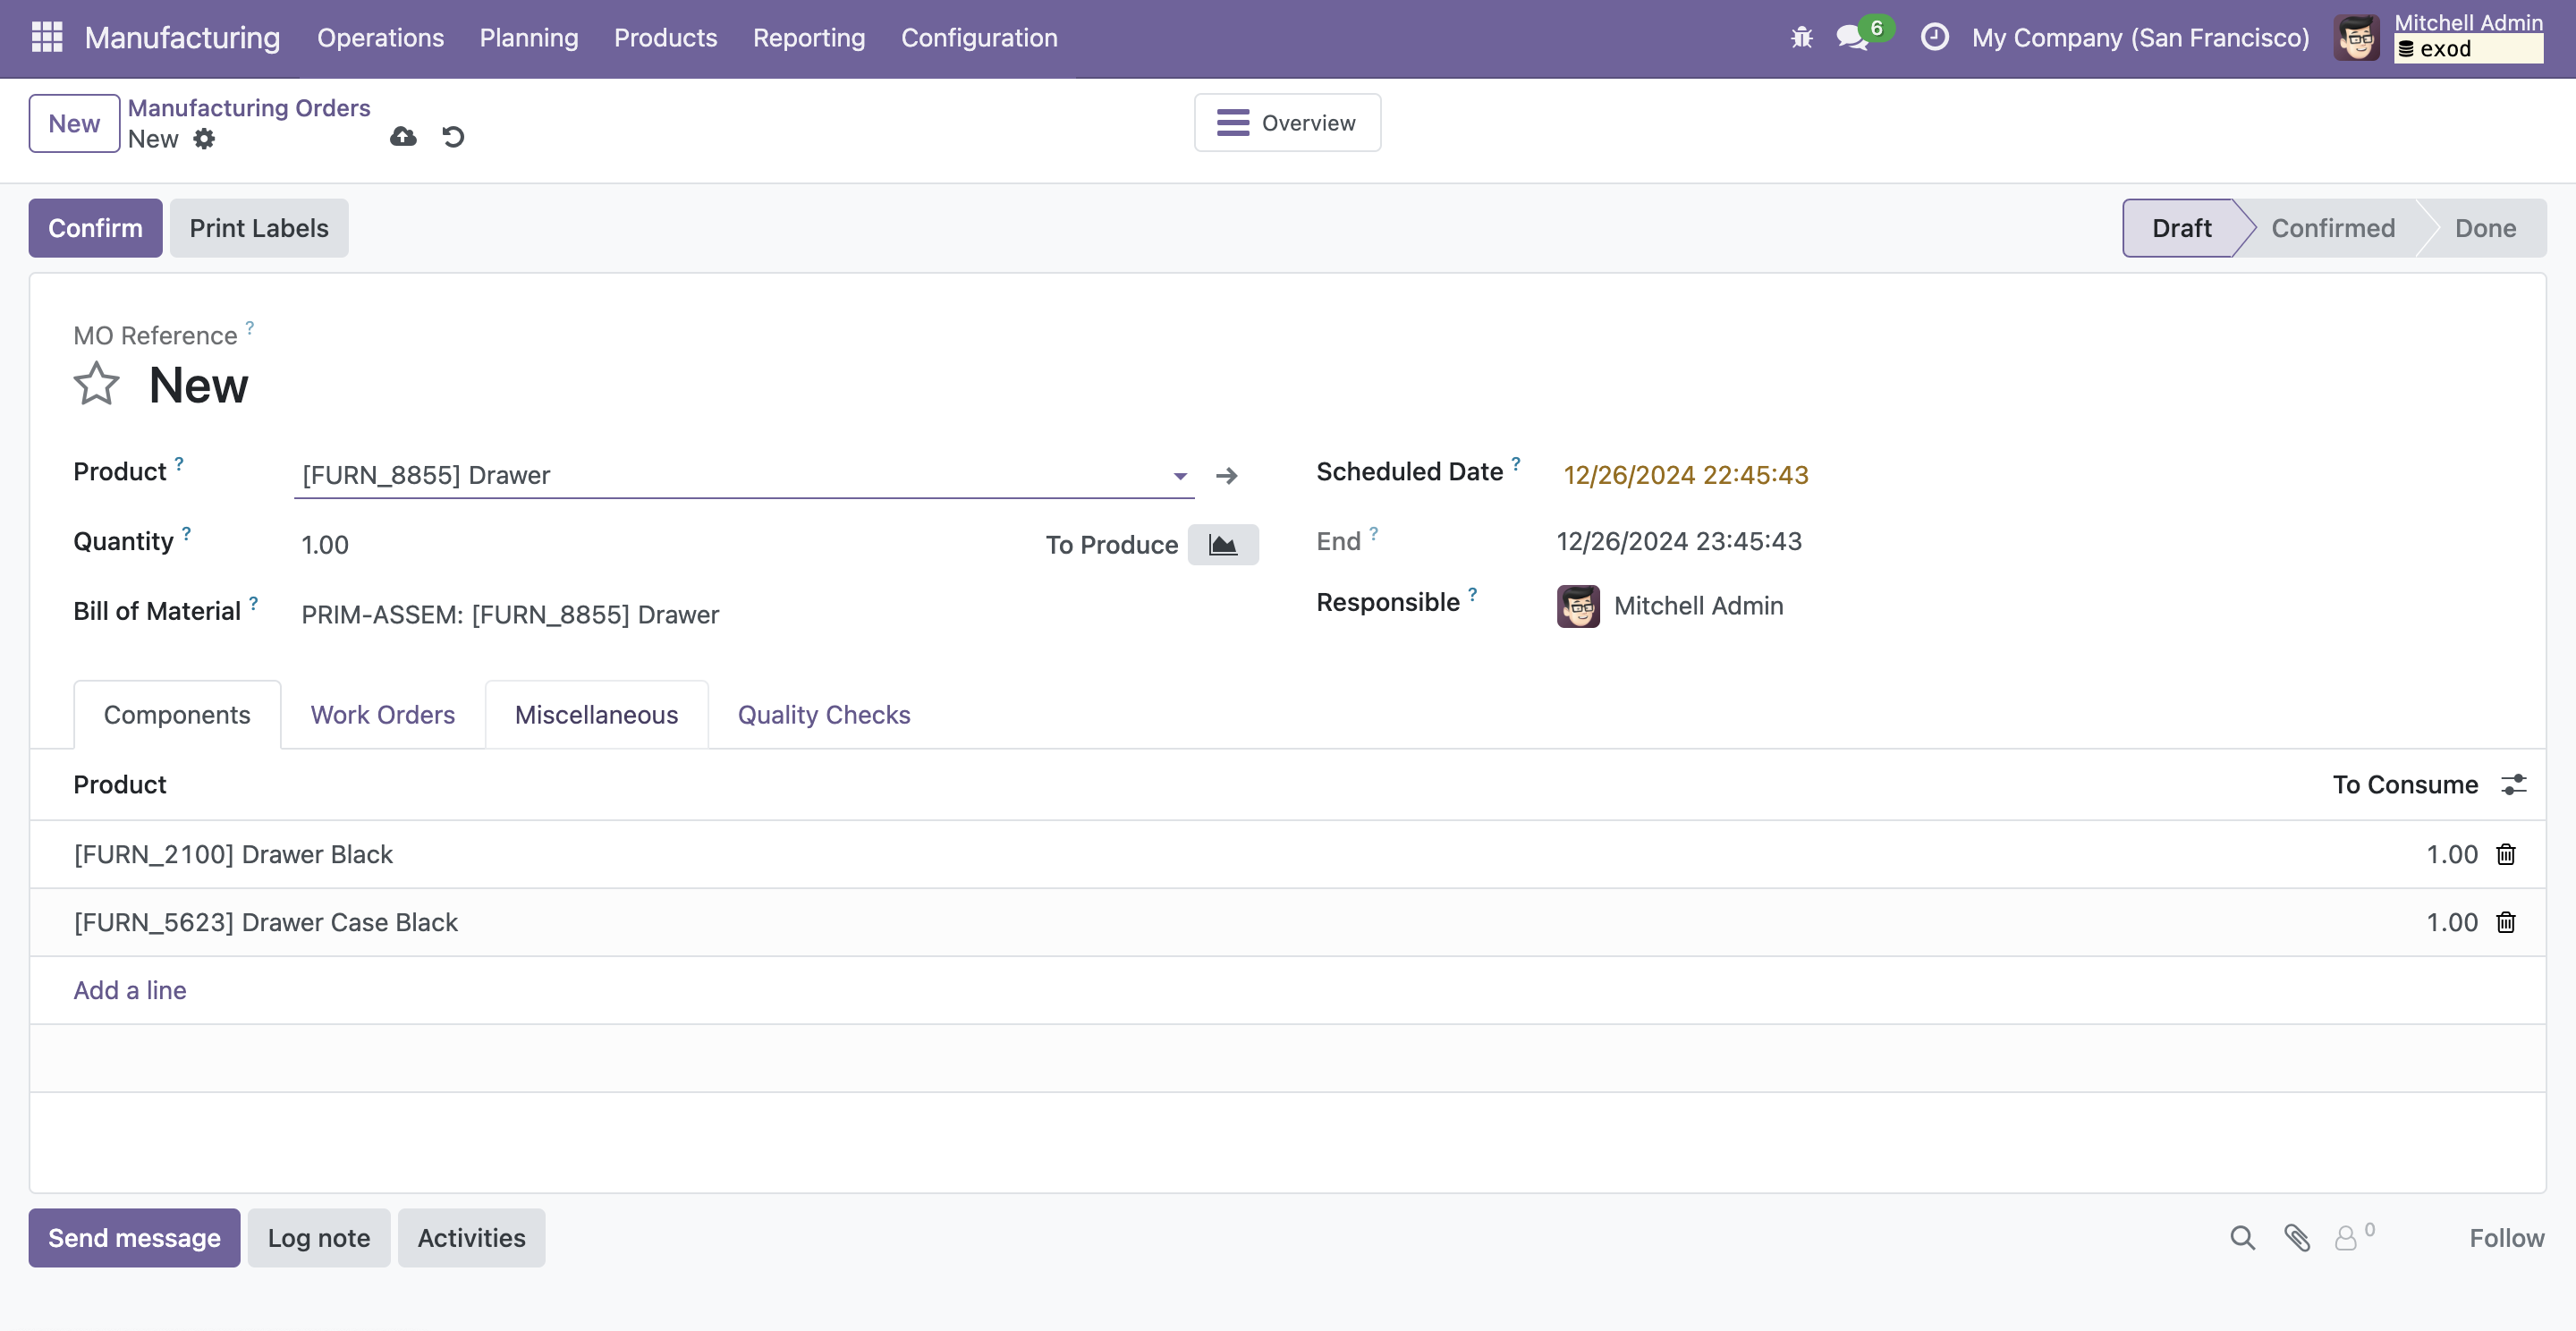 Manufacturing Operations Planning Products Reporting Configuration 6 My Company (San Francisco) Mitchell Admin
exod
New Manufacturing Orders
New
Overview
Confirm Print Labels Draft Confirmed Done
MO Reference ?
New
Product ? [FURN_8855] Drawer Scheduled Date ? 12/26/2024 22:45:43
Quantity ? 1.00 To Produce End ? 12/26/2024 23:45:43
Bill of Material ? PRIM-ASSEM: [FURN_8855] Drawer Responsible ? Mitchell Admin
Components Work Orders Miscellaneous Quality Checks
Product To Consume
[FURN_2100] Drawer Black 1.00
[FURN_5623] Drawer Case Black 1.00
Add a line
Send message Log note Activities 0 Follow